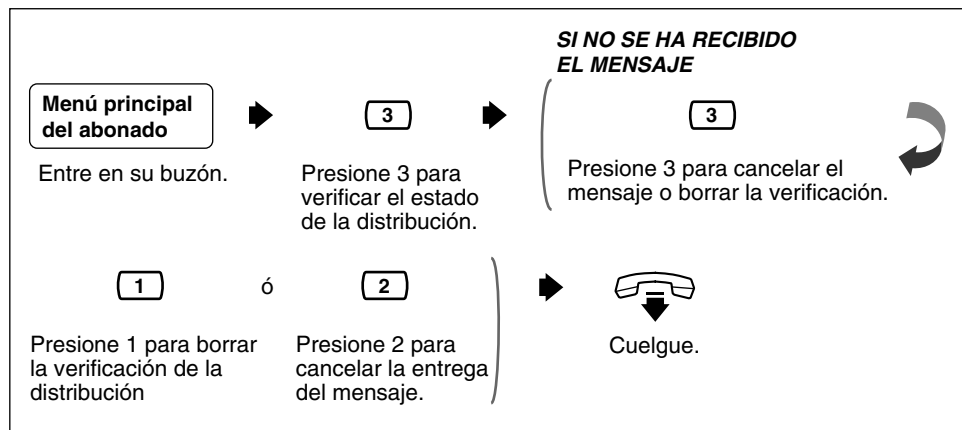 SI NO SE HA RECIBIDO
EL MENSAJE
Menú principal
del abonado
3
3
Entre en su buzón.
Presione 3 para
verificar el estado
de la distribución.
Presione 3 para cancelar el
mensaje o borrar la verificación.
1
ó
2
Presione 1 para borrar
la verificación de la
distribución
Presione 2 para
cancelar la entrega
del mensaje.
Cuelgue.